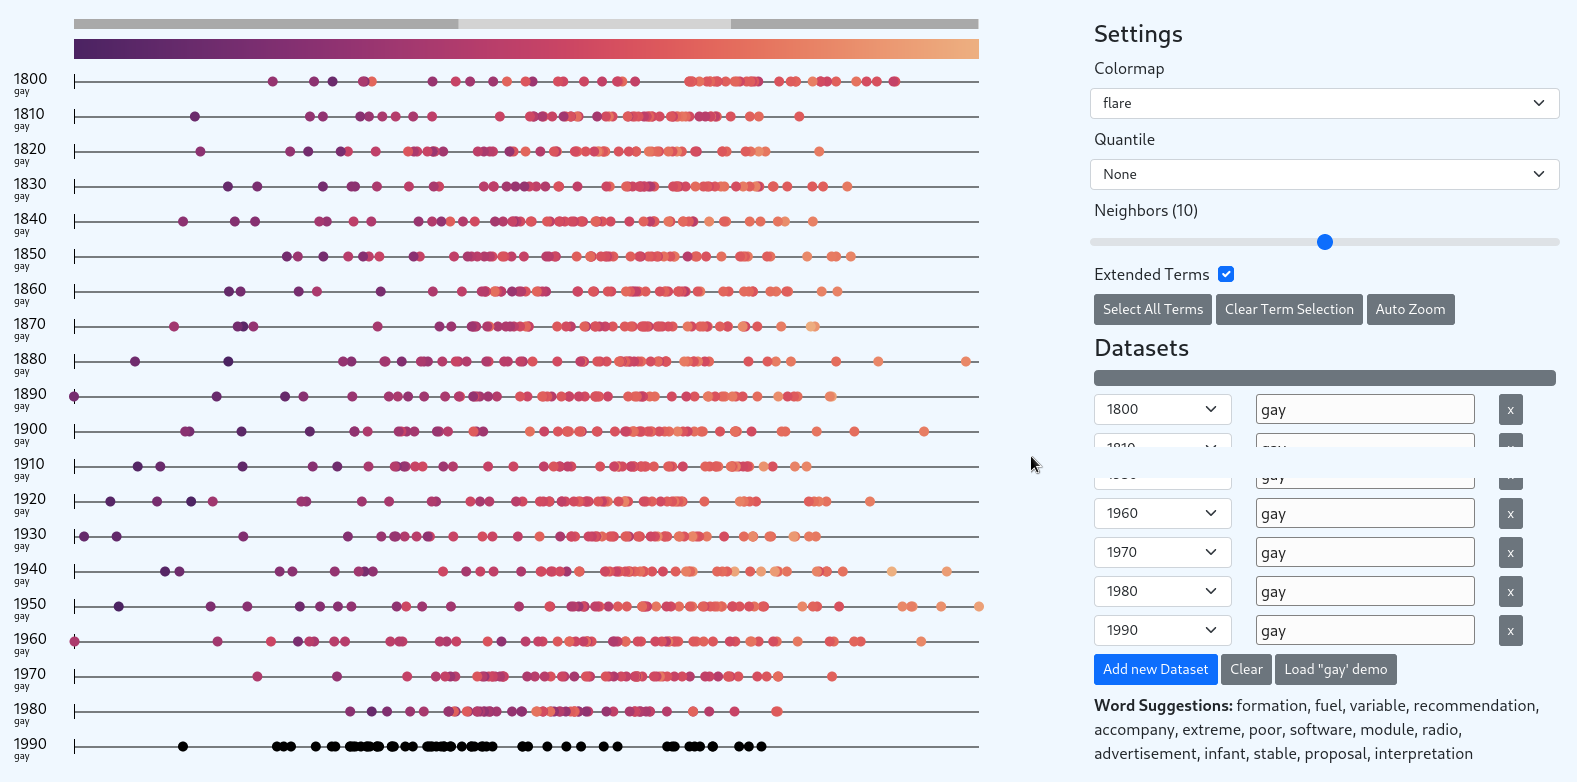 1800
gay
1810
gay
1820
gay
1830
gay
1840
gay
1850
gay
1860
gay
1870
gay
1880
gay
1890
gay
1900
gay
1910
gay
1920
gay
1930
gay
1940
gay
1950
gay
1960
gay
1970
gay
1980
gay
1990
gay
Settings
Colormap
flare
Quantile
None
Neighbors (10)
Extended Terms
Select All Terms Clear Term Selection Auto Zoom
Datasets
1800 gay x
1960 gay x
1970 gay x
1980 gay x
1990 gay x
Add new Dataset Clear Load "gay' demo
Word Suggestions: formation, fuel, variable, recommendation,
accompany, extreme, poor, software, module, radio,
advertisement, infant, stable, proposal, interpretation